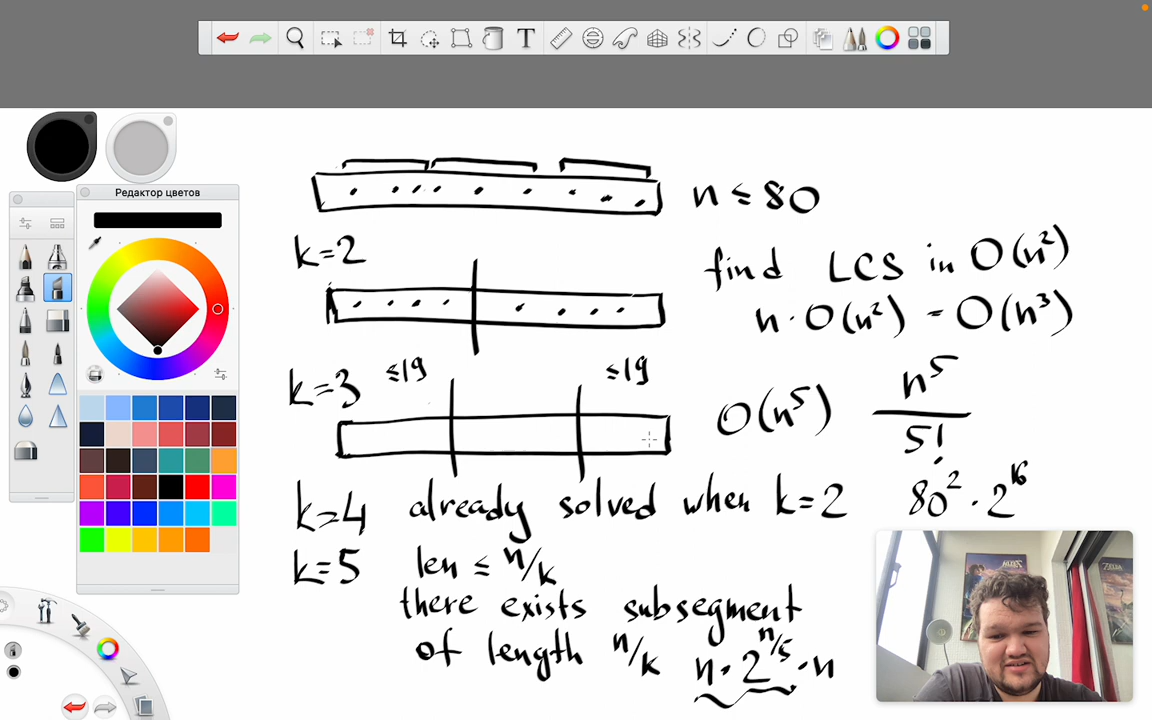 T
Редактор цветов
n ≤ 80
k=2
find LCS in O(n²)
n · O(n²) = O(n³)
k=3 ≤19 ≤19
O(n⁵) n⁵/5!
k=4 already solved when k=2 80² · 2¹⁶
k=5 len ≤ n/k
there exists subsegment
of length n/k n · 2^(n/5) · n